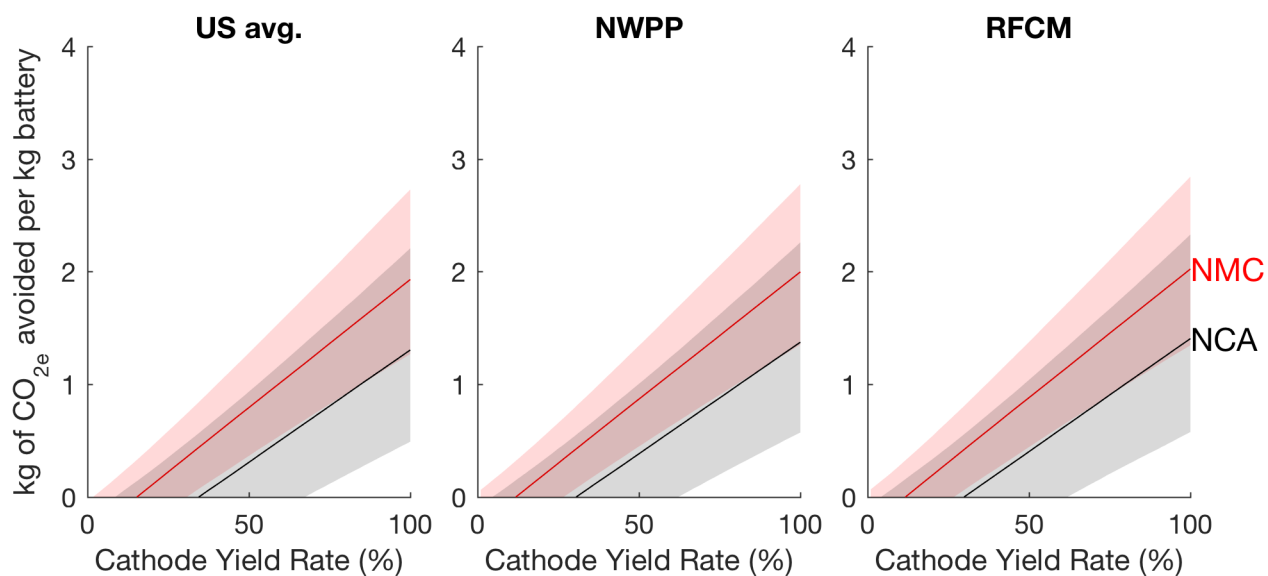 US avg.
NWPP
RFCM
kg of CO2e avoided per kg battery
4
3
2
1
0
0
50
100
Cathode Yield Rate (%)
4
3
2
1
0
0
50
100
Cathode Yield Rate (%)
4
3
2
1
0
0
50
100
Cathode Yield Rate (%)
NMC
NCA